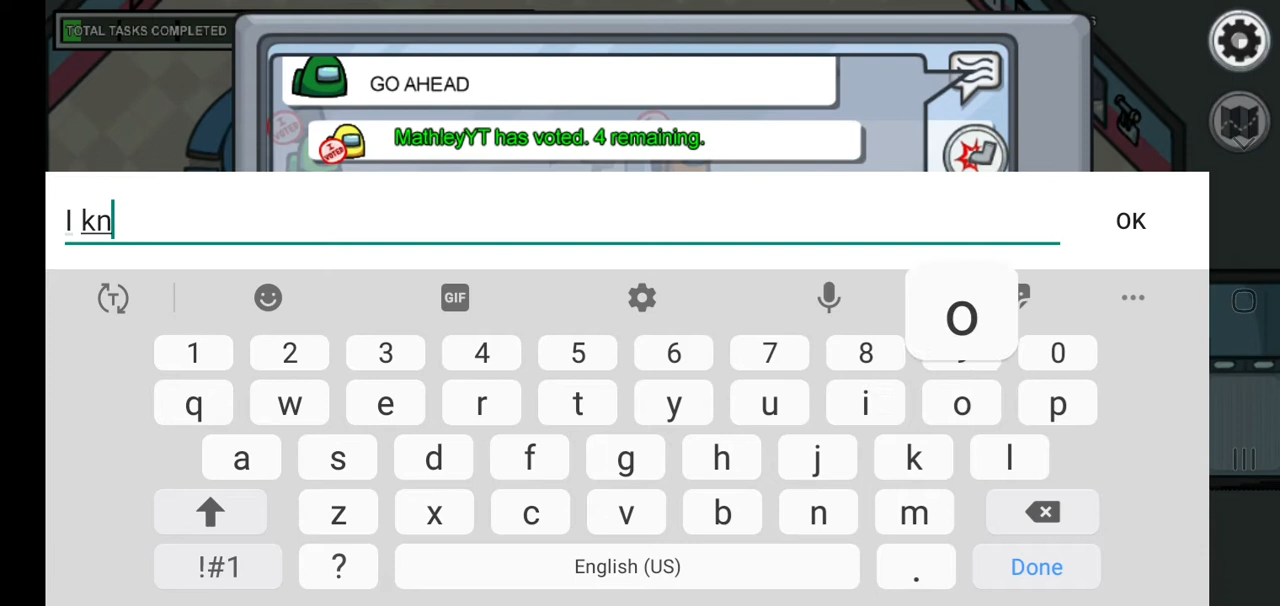 TOTAL TASKS COMPLETED
GO AHEAD
I VOTED
MathleyYT has voted. 4 remaining.
I kn
OK
GIF
o
1 2 3 4 5 6 7 8 0
q w e r t y u i o p
a s d f g h j k l
z x c v b n m
!#1 ? English (US) . Done